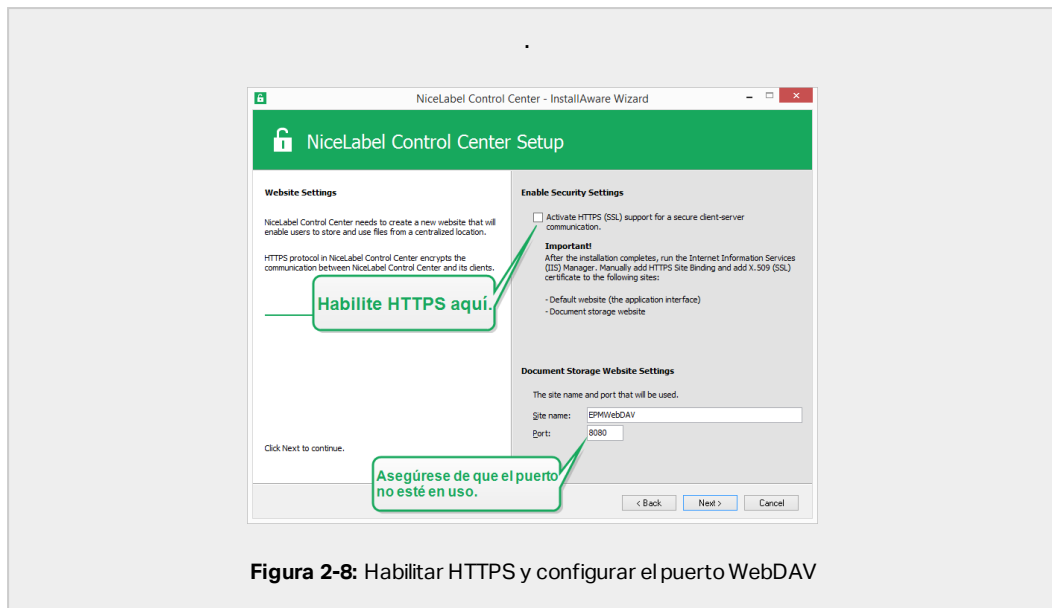 .
NiceLabel Control Center - InstallAware Wizard
NiceLabel Control Center Setup
Website Settings
NiceLabel Control Center needs to create a new website that will
enable users to store and use files from a centralized location.
HTTPS protocol in NiceLabel Control Center encrypts the
communication between NiceLabel Control Center and its clients.
Habilite HTTPS aquí.
Click Next to continue.
Enable Security Settings
Activate HTTPS (SSL) support for a secure client-server
communication.
Important!
After the installation completes, run the Internet Information Services
(IIS) Manager. Manually add HTTPS Site Binding and add X.509 (SSL)
certificate to the following sites:
- Default website (the application interface)
- Document storage website
Document Storage Website Settings
The site name and port that will be used.
Site name: EPMWebDAV
Port: 8080
Asegúrese de que el puerto
no esté en uso.
< Back Next > Cancel
Figura 2-8: Habilitar HTTPS y configurar el puerto WebDAV